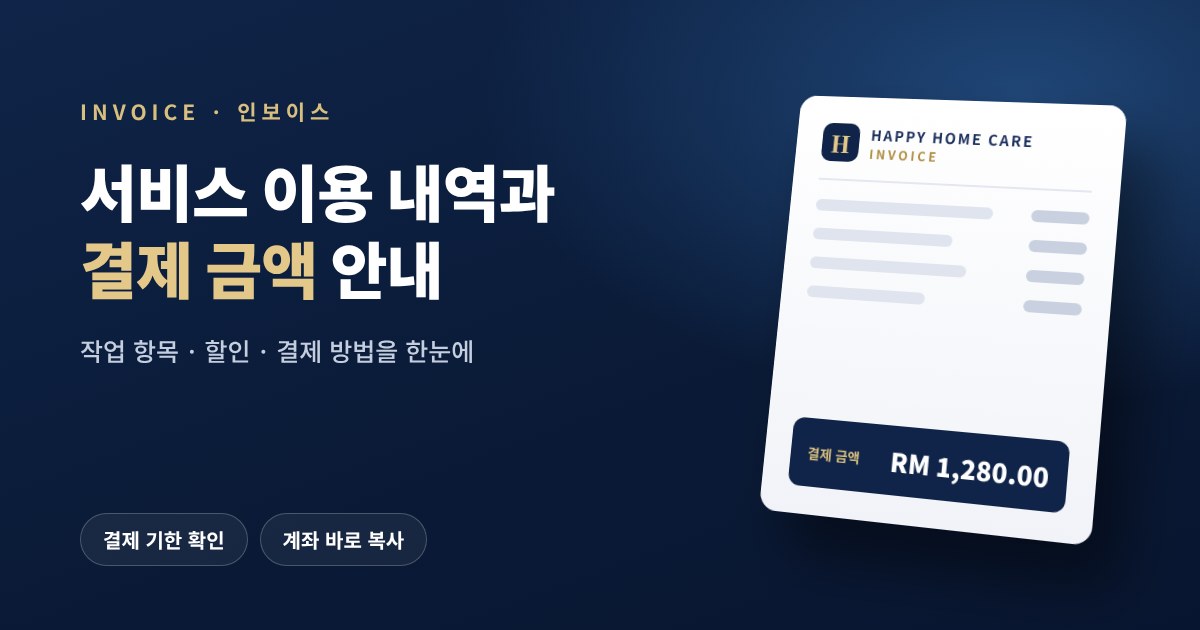 INVOICE · 인보이스
서비스 이용 내역과
결제 금액 안내
작업 항목 · 할인 · 결제 방법을 한눈에
결제 기한 확인
계좌 바로 복사
H
HAPPY HOME CARE
INVOICE
결제 금액
RM 1,280.00